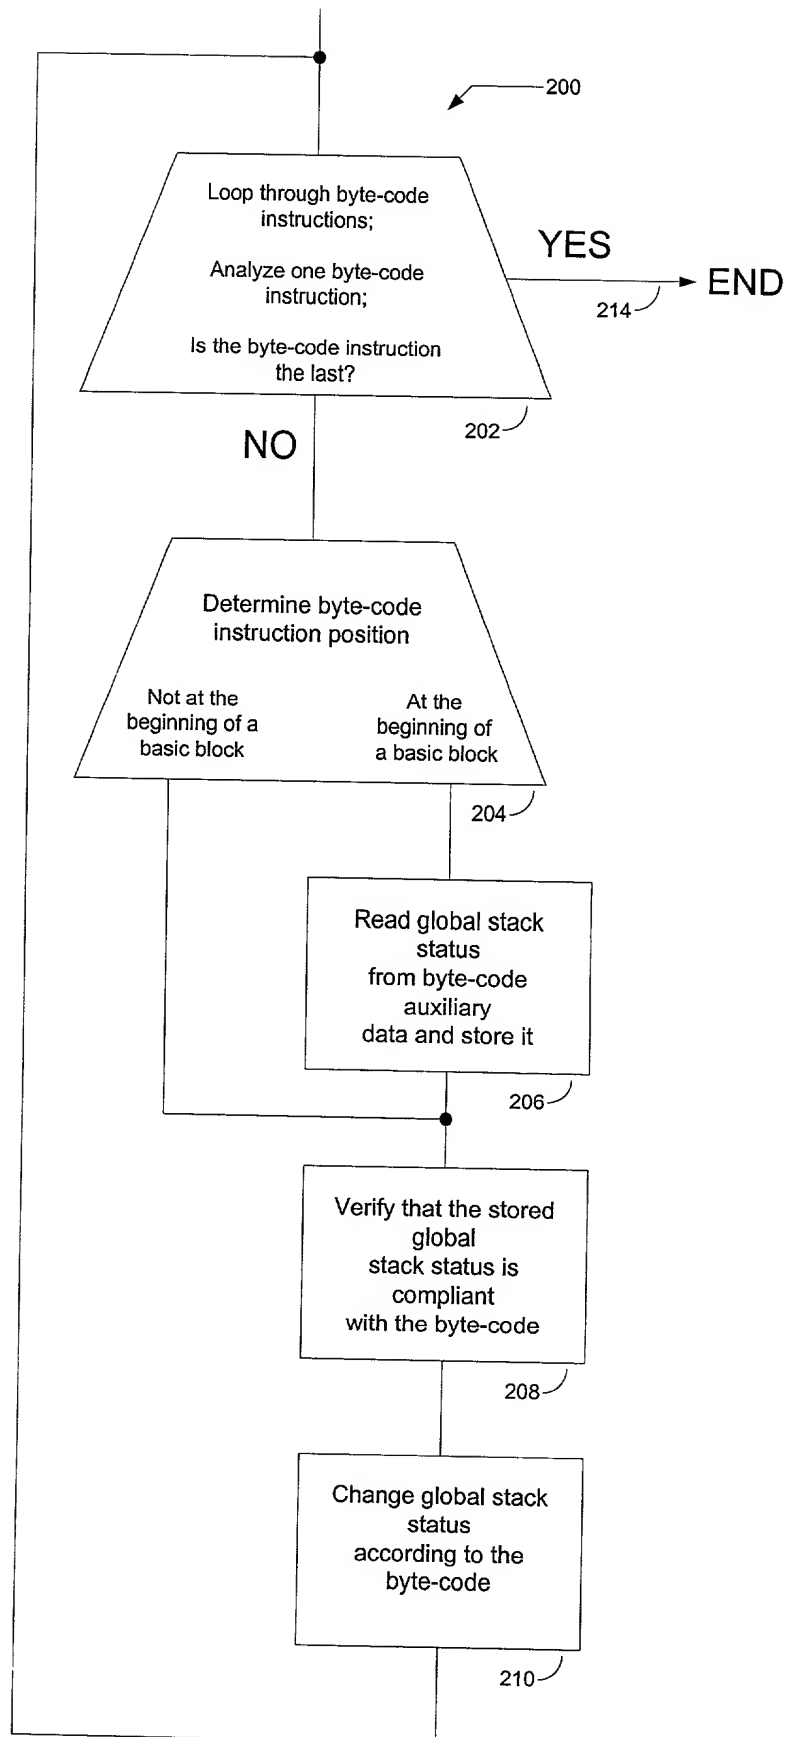 200
Loop through byte-code
instructions;
Analyze one byte-code
instruction;
Is the byte-code instruction
the last?
YES
END
214
202
NO
Determine byte-code
instruction position
Not at the
beginning of a
basic block
At the
beginning of
a basic block
204
Read global stack
status
from byte-code
auxiliary
data and store it
206
Verify that the stored
global
stack status is
compliant
with the byte-code
208
Change global stack
status
according to the
byte-code
210